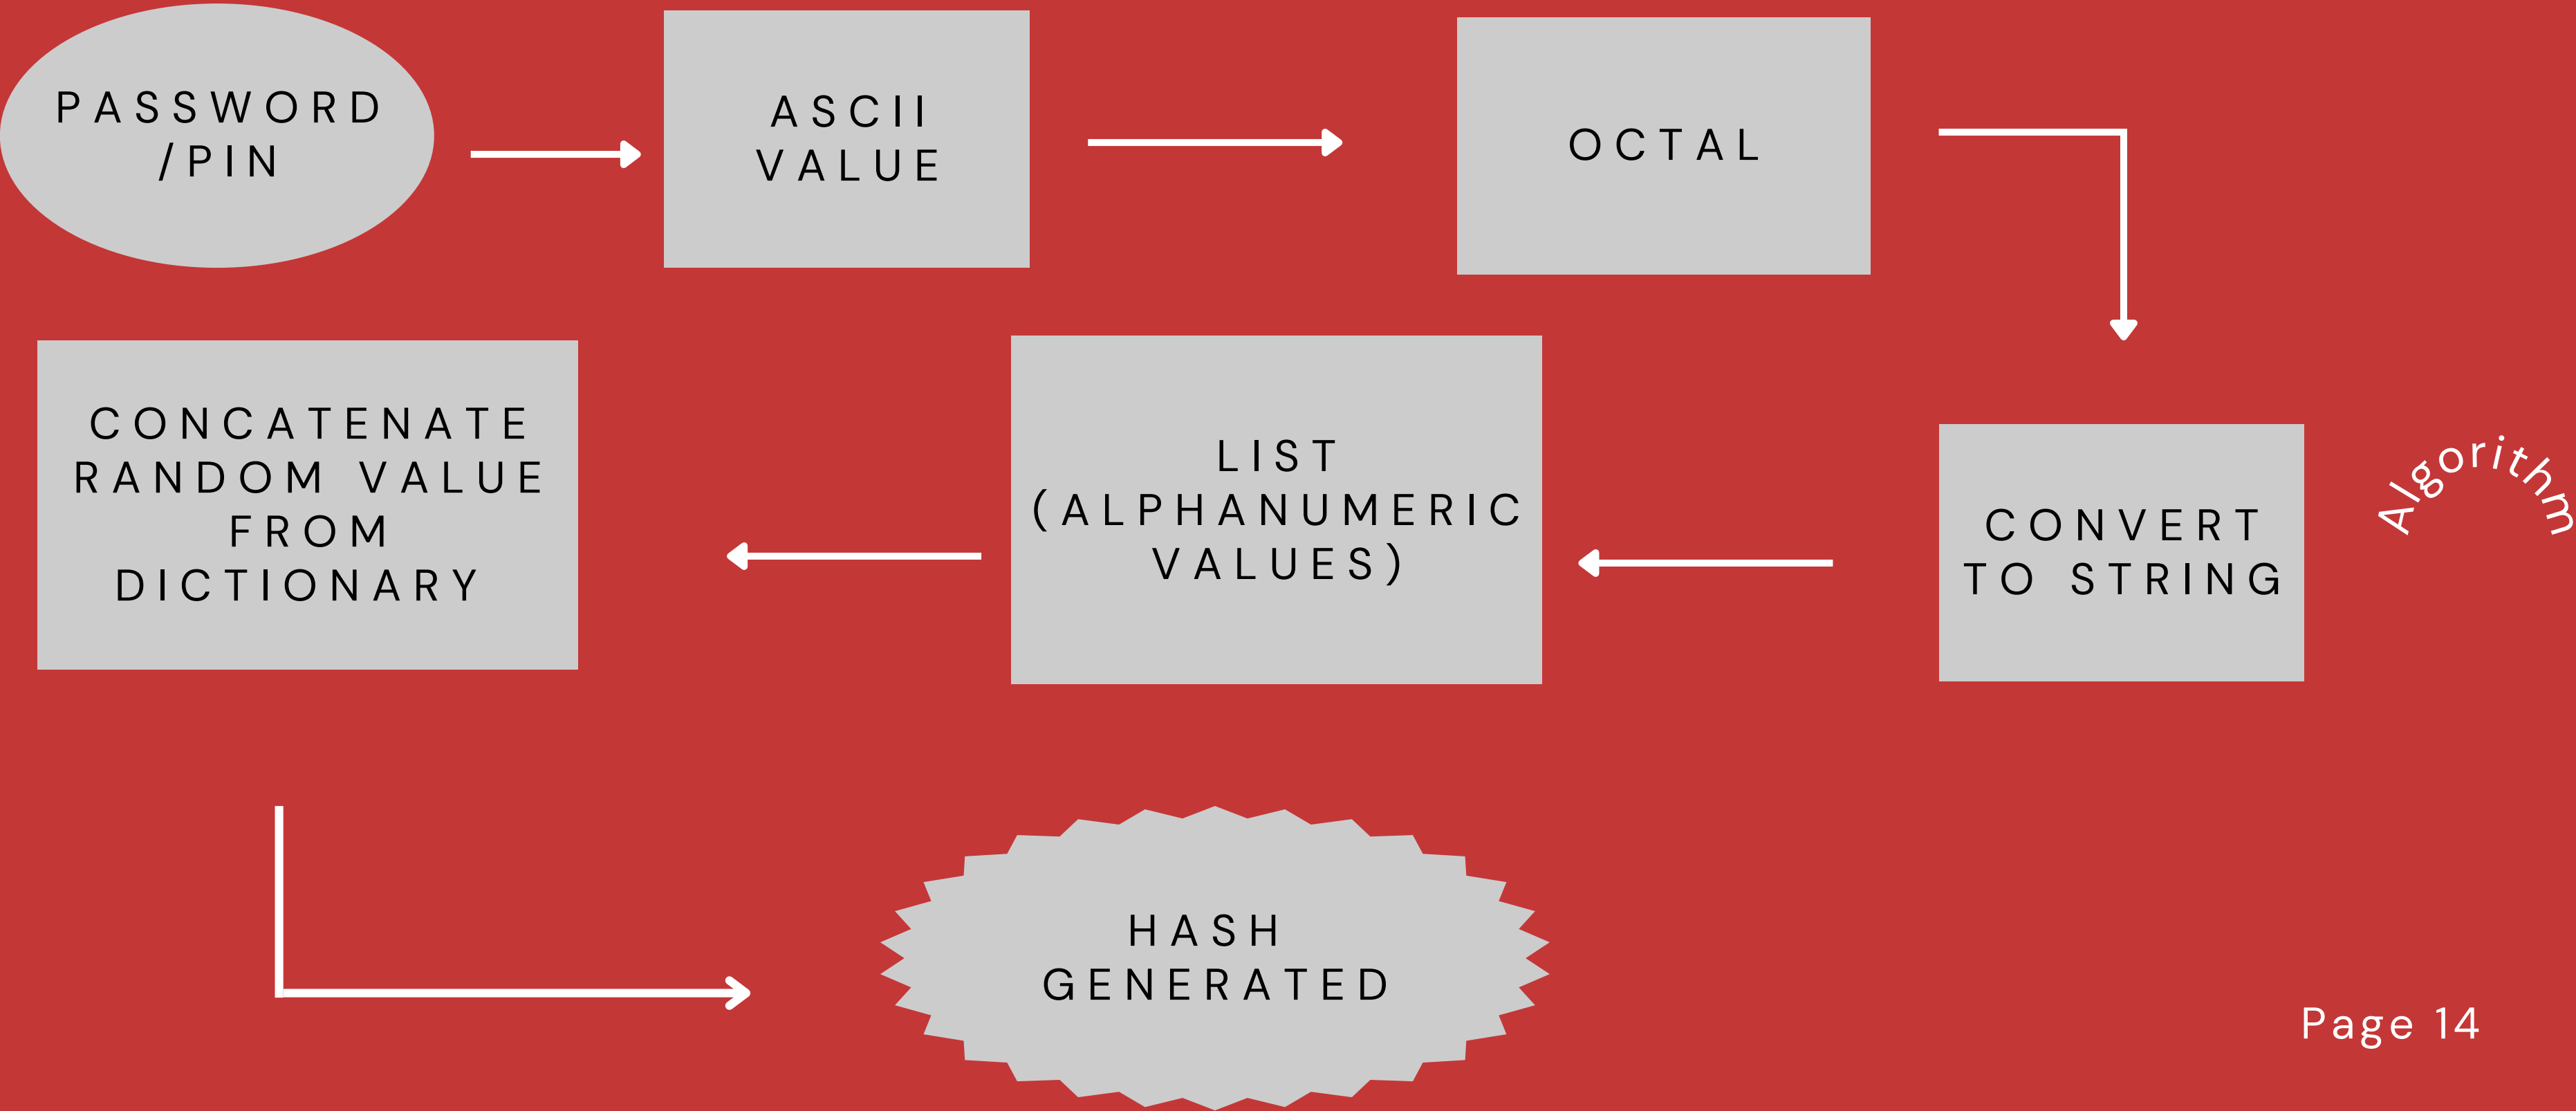 PASSWORD
/PIN
ASCII
VALUE
OCTAL
CONCATENATE
RANDOM VALUE
FROM
DICTIONARY
LIST
(ALPHANUMERIC
VALUES)
CONVERT
TO STRING
Algorithm
HASH
GENERATED
Page 14